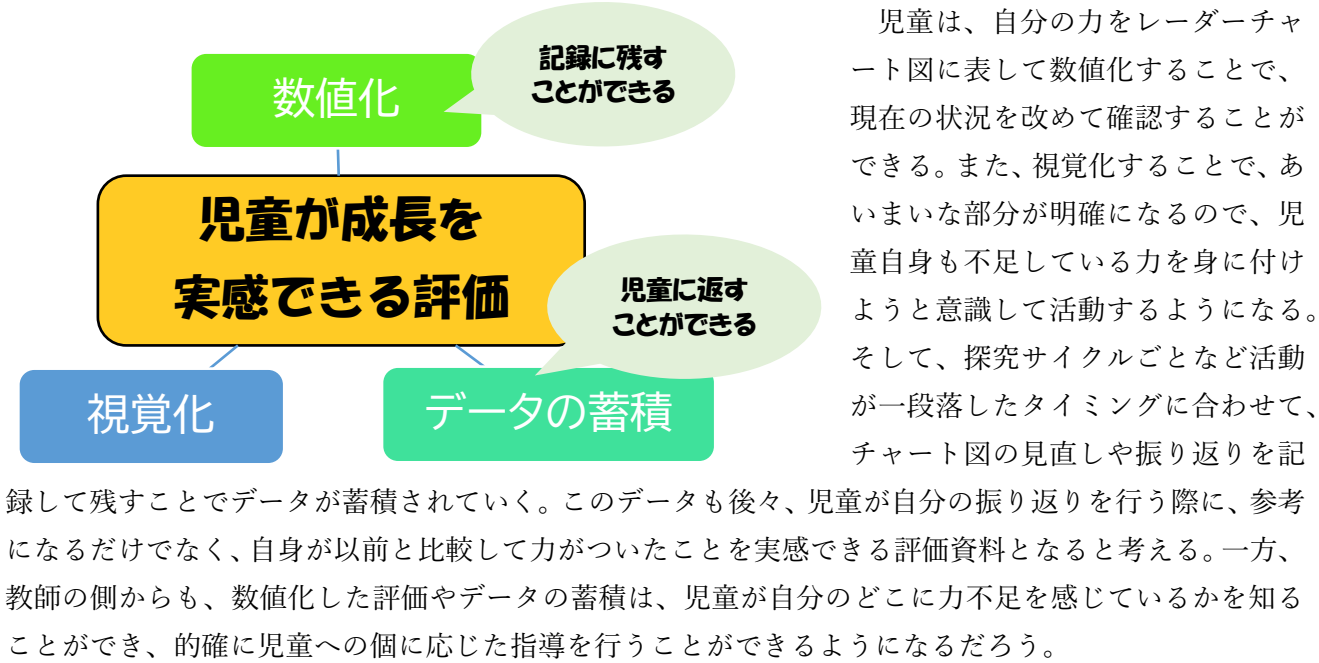 記録に残す
ことができる
数値化
児童が成長を
実感できる評価
児童に返す
ことができる
視覚化
データの蓄積
児童は、自分の力をレーダーチャ
ート図に表して数値化することで、
現在の状況を改めて確認することが
できる。また、視覚化することで、あ
いまいな部分が明確になるので、児
童自身も不足している力を身に付け
ようと意識して活動するようになる。
そして、探究サイクルごとなど活動
が一段落したタイミングに合わせて、
チャート図の見直しや振り返りを記
録して残すことでデータが蓄積されていく。このデータも後々、児童が自分の振り返りを行う際に、参考
になるだけでなく、自身が以前と比較して力がついたことを実感できる評価資料となると考える。一方、
教師の側からも、数値化した評価やデータの蓄積は、児童が自分のどこに力不足を感じているかを知る
ことができ、的確に児童への個に応じた指導を行うことができるようになるだろう。